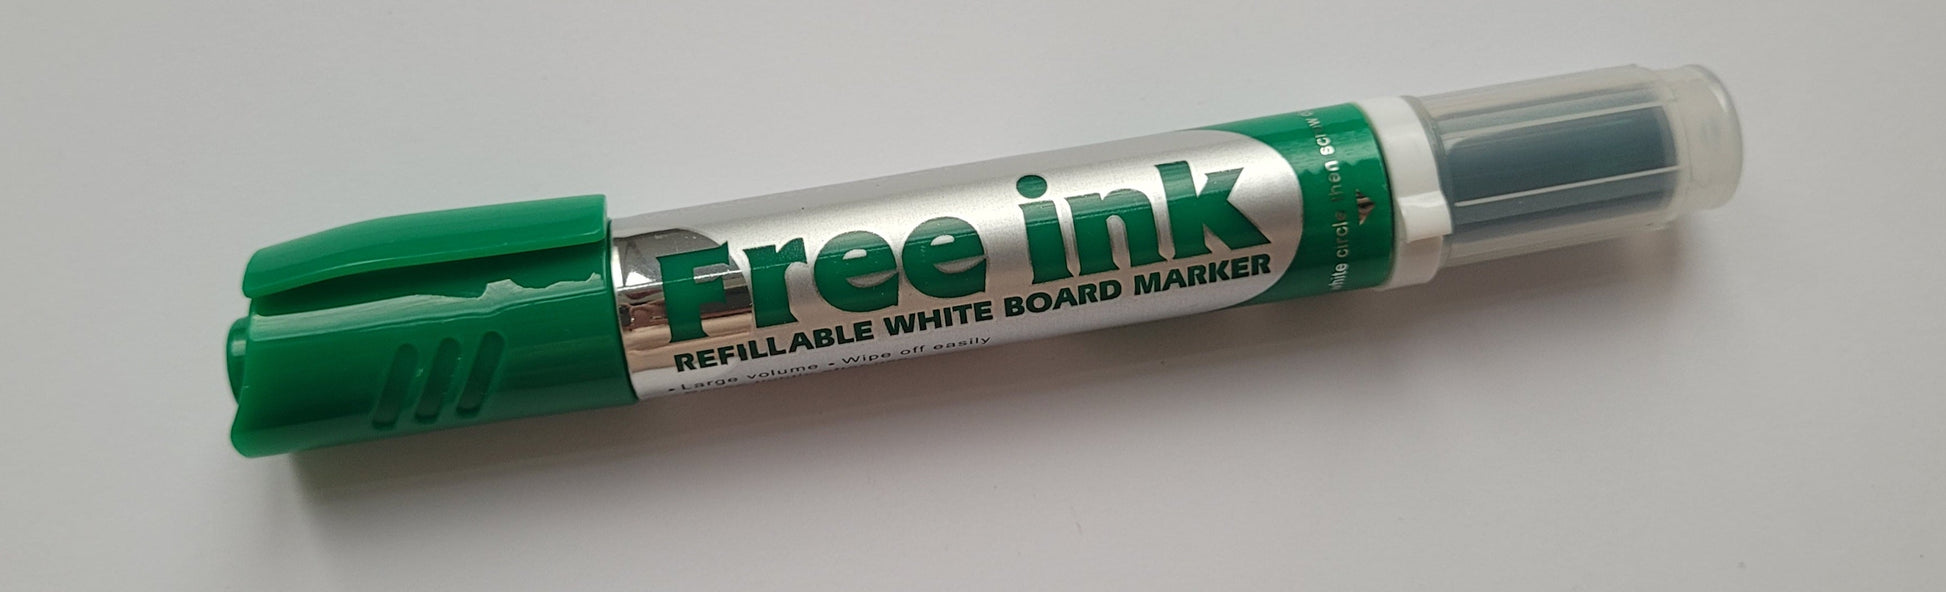 Free ink
REFILLABLE WHITE BOARD MARKER
• Large volume • Wipe off easily
white circle then screw